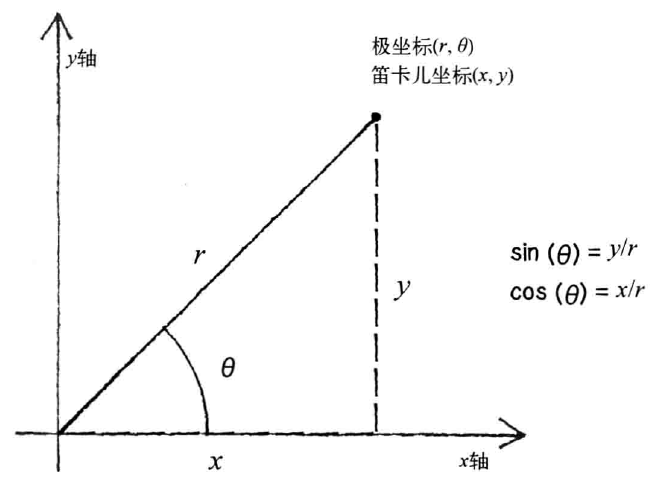 y轴
极坐标(r, θ)
笛卡儿坐标(x, y)
r
y
sin (θ) = y/r
cos (θ) = x/r
θ
x
x轴